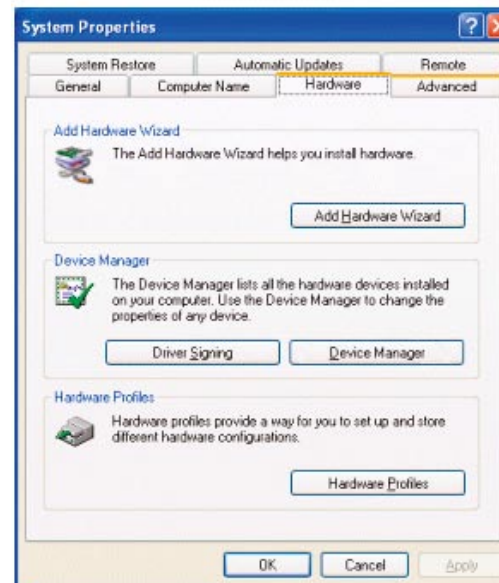 System Properties
?
System Restore Automatic Updates Remote
General Computer Name Hardware Advanced
Add Hardware Wizard
The Add Hardware Wizard helps you install hardware.
Add Hardware Wizard
Device Manager
The Device Manager lists all the hardware devices installed
on your computer. Use the Device Manager to change the
properties of any device.
Driver Signing Device Manager
Hardware Profiles
Hardware profiles provide a way for you to set up and store
different hardware configurations.
Hardware Profiles
OK Cancel Apply